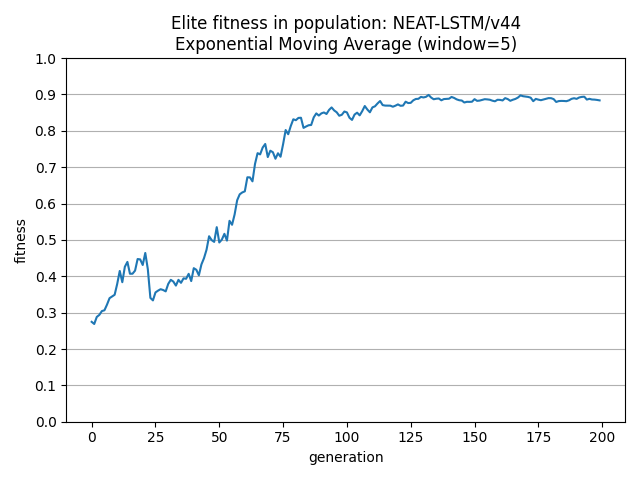 Elite fitness in population: NEAT-LSTM/v44
Exponential Moving Average (window=5)
1.0
0.9
0.8
0.7
0.6
0.5
0.4
0.3
0.2
0.1
0.0
fitness
0 25 50 75 100 125 150 175 200
generation